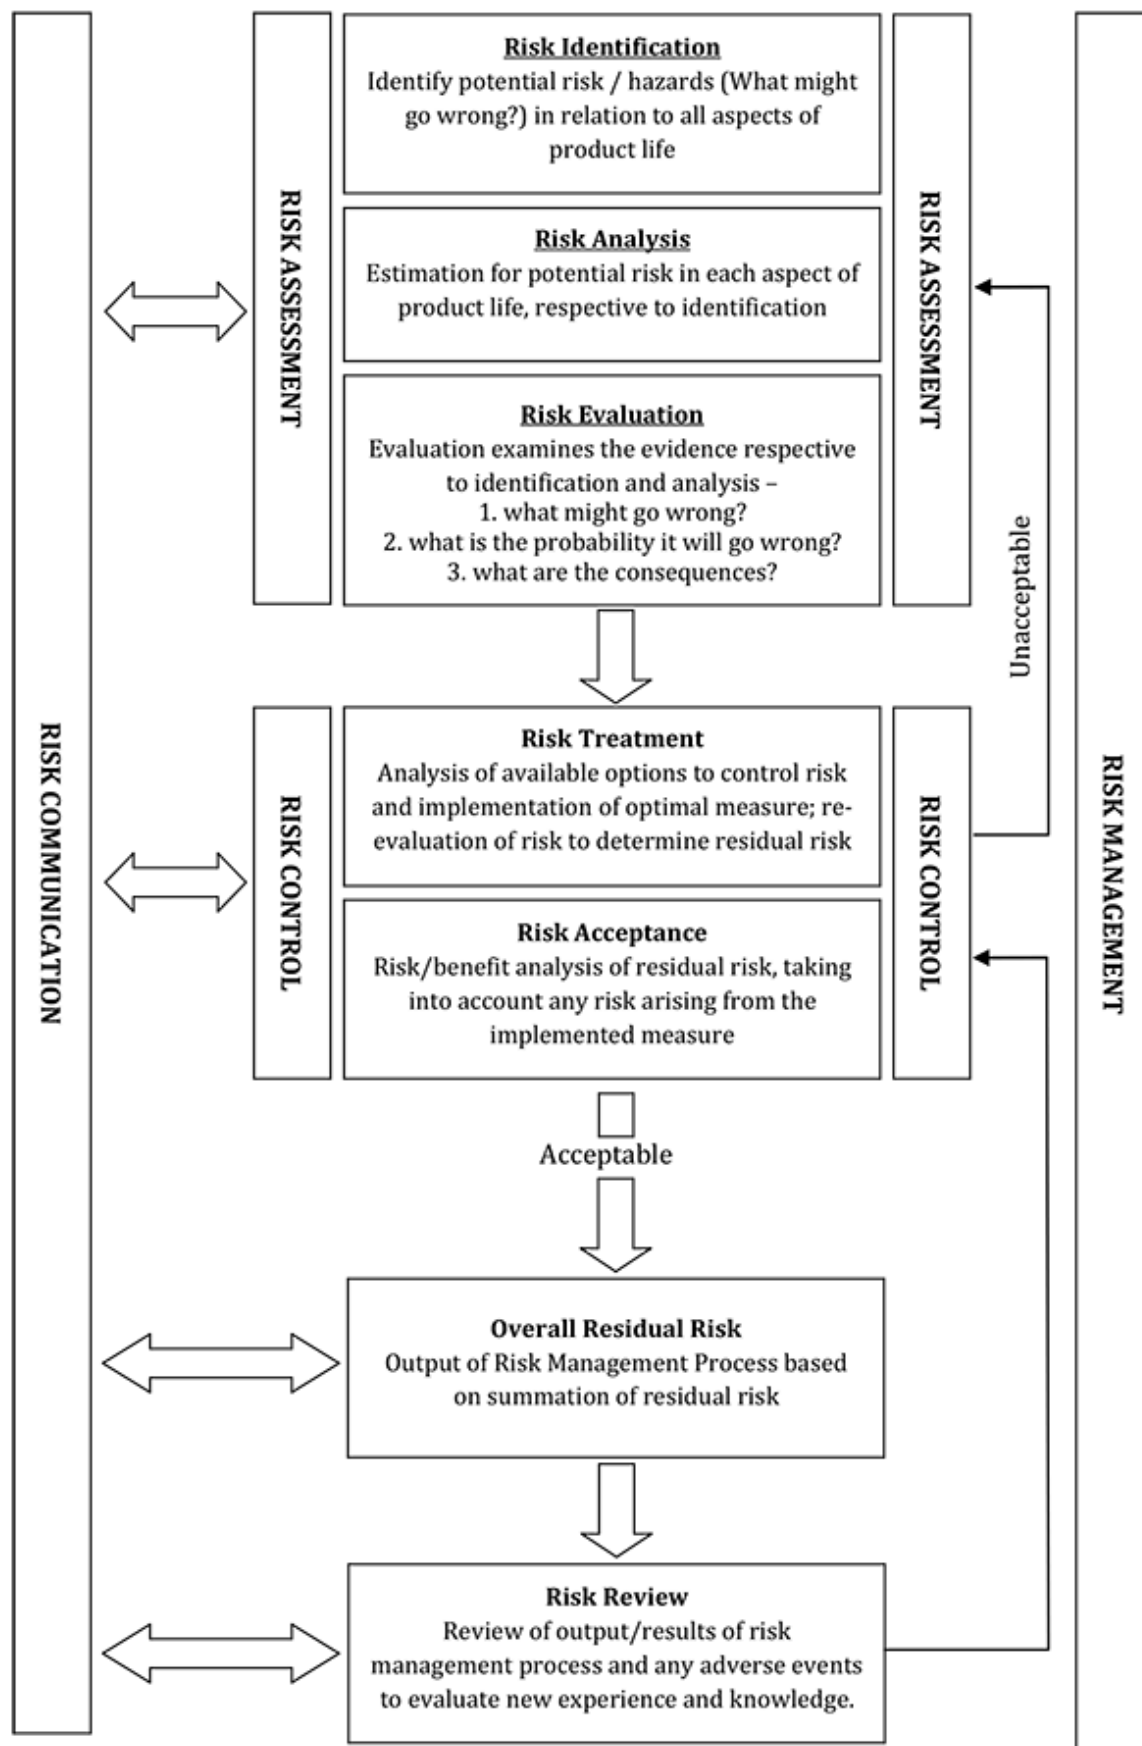 RISK COMMUNICATION
RISK ASSESSMENT
Risk Identification
Identify potential risk / hazards (What might
go wrong?) in relation to all aspects of
product life
Risk Analysis
Estimation for potential risk in each aspect of
product life, respective to identification
Risk Evaluation
Evaluation examines the evidence respective
to identification and analysis –
1. what might go wrong?
2. what is the probability it will go wrong?
3. what are the consequences?
RISK ASSESSMENT
Unacceptable
RISK MANAGEMENT
RISK CONTROL
Risk Treatment
Analysis of available options to control risk
and implementation of optimal measure; re-
evaluation of risk to determine residual risk
Risk Acceptance
Risk/benefit analysis of residual risk, taking
into account any risk arising from the
implemented measure
RISK CONTROL
Acceptable
Overall Residual Risk
Output of Risk Management Process based
on summation of residual risk
Risk Review
Review of output/results of risk
management process and any adverse events
to evaluate new experience and knowledge.